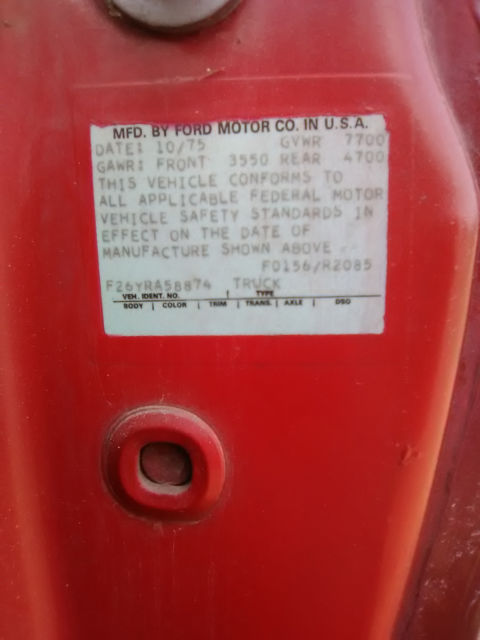 MFD. BY FORD MOTOR CO. IN U.S.A.
DATE: 10/75 GVWR 7700
GAWR: FRONT 3550 REAR 4700
THIS VEHICLE CONFORMS TO
ALL APPLICABLE FEDERAL MOTOR
VEHICLE SAFETY STANDARDS IN
EFFECT ON THE DATE OF
MANUFACTURE SHOWN ABOVE
F0156/R2085
F26YRA58874 TRUCK
VEH. IDENT. NO. | TYPE
BODY | COLOR | TRIM | TRANS. | AXLE | DSO